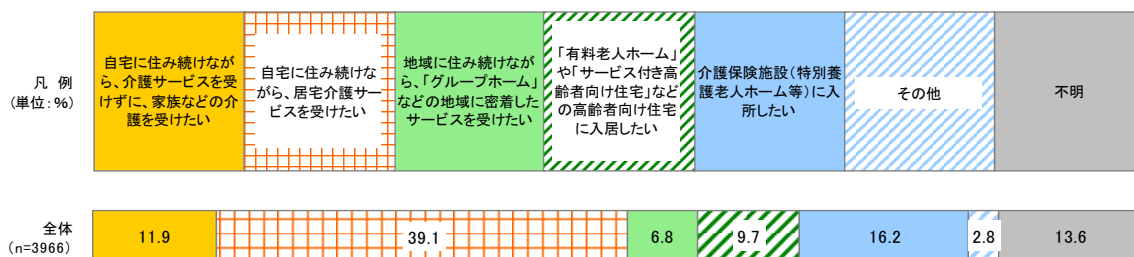 凡 例
(単位:%)
自宅に住み続けなが
ら、介護サービスを受
けずに、家族などの介
護を受けたい
自宅に住み続けな
がら、居宅介護サー
ビスを受けたい
地域に住み続けなが
ら、「グループホーム」
などの地域に密着した
サービスを受けたい
「有料老人ホーム」
や「サービス付き高
齢者向け住宅」など
の高齢者向け住宅
に入居したい
介護保険施設(特別養
護老人ホーム等)に入
所したい
その他
不明
全体
(n=3966)
11.9
39.1
6.8
9.7
16.2
2.8
13.6